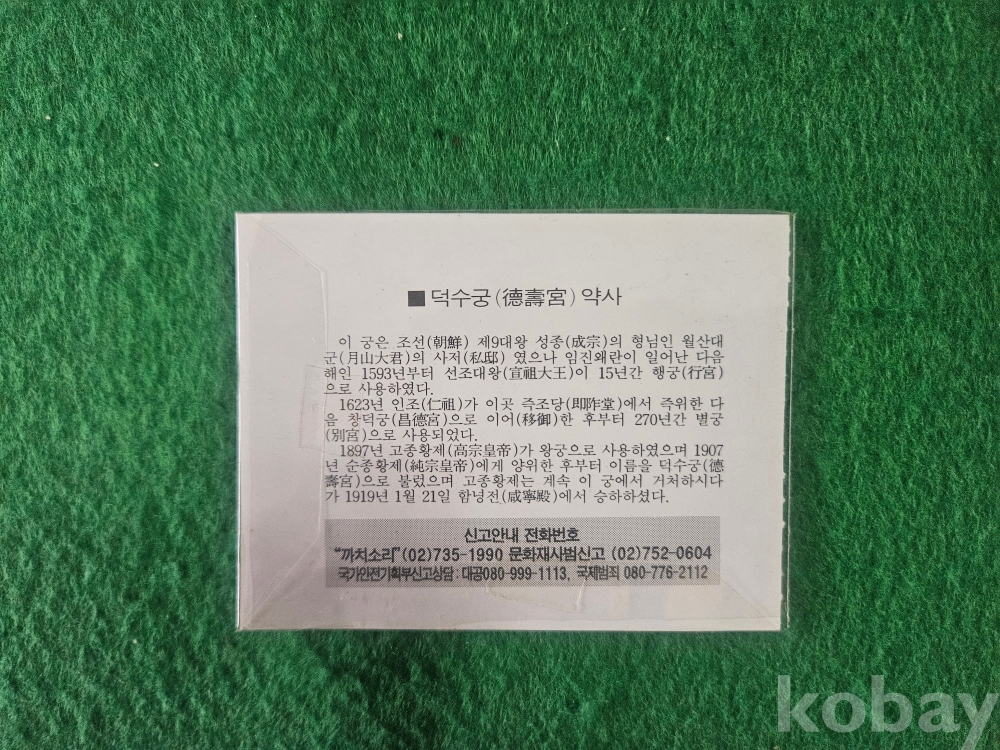 ■ 덕수궁(德壽宮) 약사
이 궁은 조선(朝鮮) 제9대왕 성종(成宗)의 형님인 월산대
군(月山大君)의 사저(私邸) 였으나 임진왜란이 일어난 다음
해인 1593년부터 선조대왕(宣祖大王)이 15년간 행궁(行宮)
으로 사용하였다.
1623년 인조(仁祖)가 이곳 즉조당(即阼堂)에서 즉위한 다
음 창덕궁(昌德宮)으로 이어(移御)한 후부터 270년간 별궁
(別宮)으로 사용되었다.
1897년 고종황제(高宗皇帝)가 왕궁으로 사용하였으며 1907
년 순종황제(純宗皇帝)에게 양위한 후부터 이름을 덕수궁(德
壽宮)으로 불렀으며 고종황제는 계속 이 궁에서 거처하시다
가 1919년 1월 21일 함녕전(咸寧殿)에서 승하하셨다.
신고안내 전화번호
"까치소리"(02)735-1990 문화재사범신고 (02)752-0604
국가안전기획부신고상담 : 대공080-999-1113, 국제범죄 080-776-2112
kobay